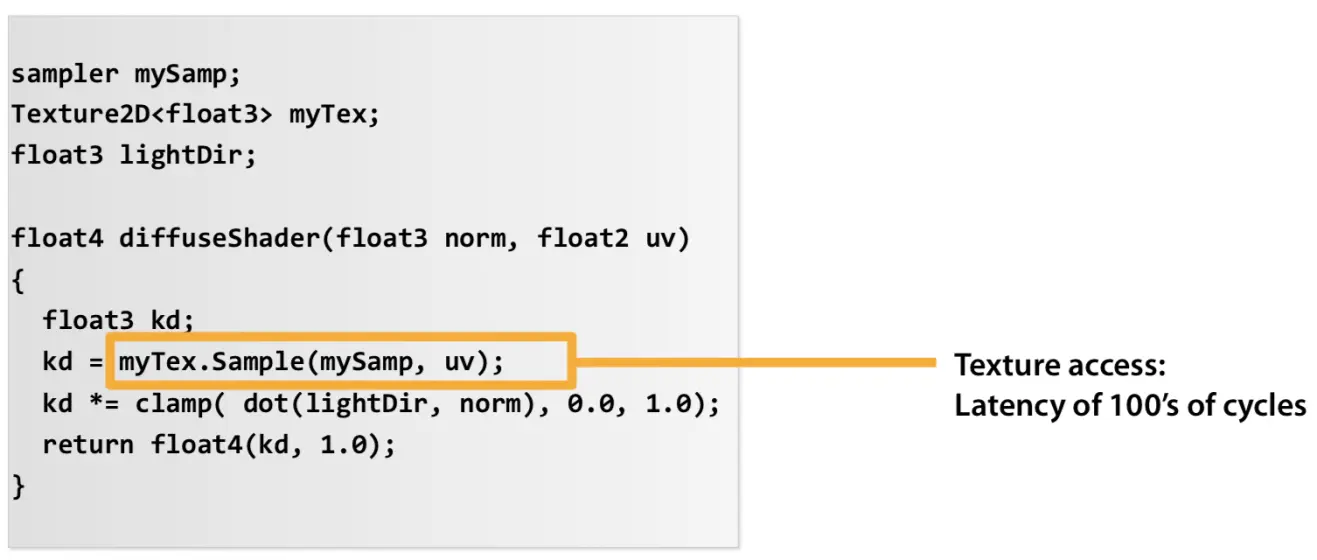 sampler mySamp;
Texture2D<float3> myTex;
float3 lightDir;
float4 diffuseShader(float3 norm, float2 uv)
{
  float3 kd;
  kd = myTex.Sample(mySamp, uv);
  kd *= clamp( dot(lightDir, norm), 0.0, 1.0);
  return float4(kd, 1.0);
}
Texture access:
Latency of 100’s of cycles